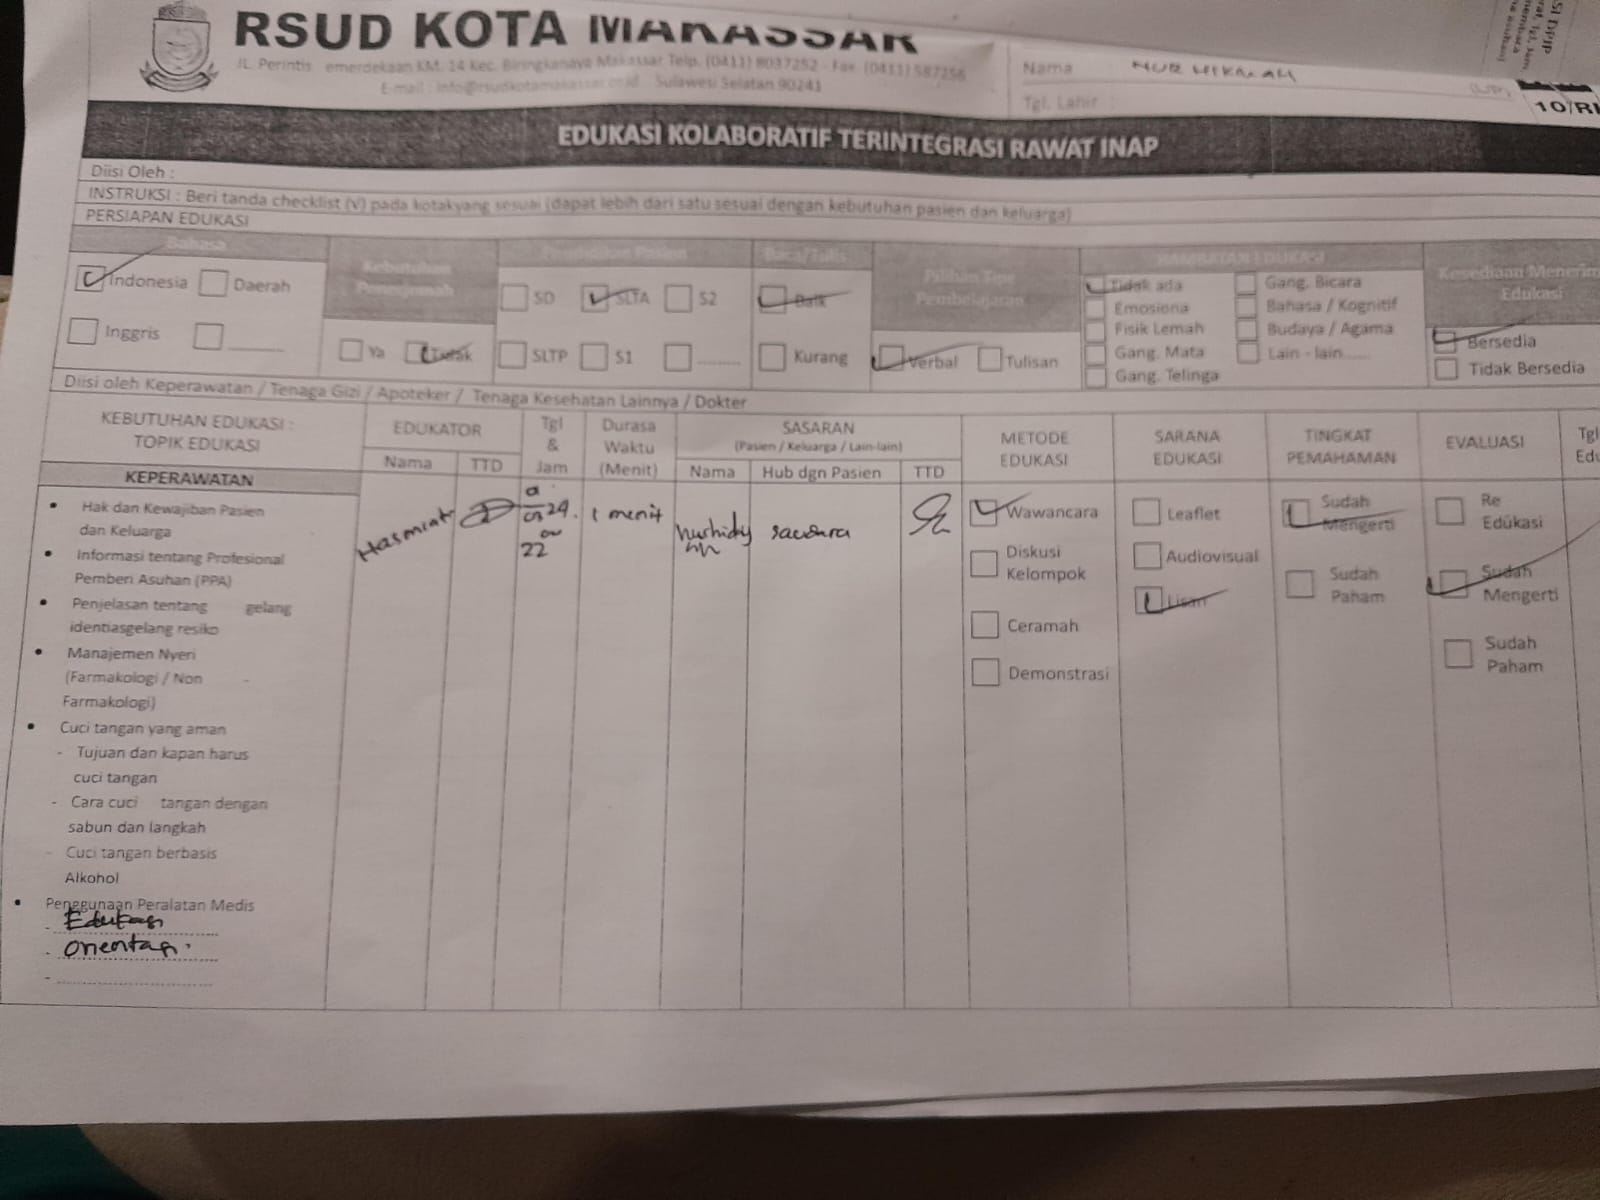 RSUD KOTA MAKASSAR
JL. Perintis emerdekaan KM. 14 Kec. Biringkanaya Makassar Telp. (0411) 8037252 - Fax. (0411) 587256
E-mail : info@rsudkotamakassar.or.id Sulawesi Selatan 90241
Nama : NUR HIKMAH
(L/P)
Tgl. Lahir :
10/RI
EDUKASI KOLABORATIF TERINTEGRASI RAWAT INAP
Diisi Oleh :
INSTRUKSI : Beri tanda checklist (V) pada kotakyang sesuai (dapat lebih dari satu sesuai dengan kebutuhan pasien dan keluarga)
PERSIAPAN EDUKASI
Bahasa
Indonesia Daerah
Inggris
Kebutuhan
Penerjemah
Ya Tidak
Pendidikan Pasien
SD SLTA S2
SLTP S1 .........
Baca/Tulis
Baik
Kurang
Pilihan Tipe
Pembelajaran
Verbal Tulisan
HAMBATAN EDUKASI
Tidak ada Gang. Bicara
Emosiona Bahasa / Kognitif
Fisik Lemah Budaya / Agama
Gang. Mata Lain - lain......
Gang. Telinga
Kesediaan Menerim
Edukasi
Bersedia
Tidak Bersedia
Diisi oleh Keperawatan / Tenaga Gizi / Apoteker / Tenaga Kesehatan Lainnya / Dokter
KEBUTUHAN EDUKASI :
TOPIK EDUKASI
EDUKATOR
Nama TTD
Tgl
&
Jam
Durasa
Waktu
(Menit)
SASARAN
(Pasien / Keluarga / Lain-lain)
Nama Hub dgn Pasien TTD
METODE
EDUKASI
SARANA
EDUKASI
TINGKAT
PEMAHAMAN
EVALUASI
Tgl
Edu
KEPERAWATAN
• Hak dan Kewajiban Pasien
dan Keluarga
• Informasi tentang Profesional
Pemberi Asuhan (PPA)
• Penjelasan tentang gelang
identiasgelang resiko
• Manajemen Nyeri
(Farmakologi / Non -
Farmakologi)
• Cuci tangan yang aman
- Tujuan dan kapan harus
cuci tangan
- Cara cuci tangan dengan
sabun dan langkah
- Cuci tangan berbasis
Alkohol
• Penggunaan Peralatan Medis
- Edukasi
- orientasi
-
24
22
1 menit
saudara
Wawancara
Diskusi
Kelompok
Ceramah
Demonstrasi
Leaflet
Audiovisual
Lisan
Sudah
Mengerti
Sudah
Paham
Re
Edukasi
Sudah
Mengerti
Sudah
Paham